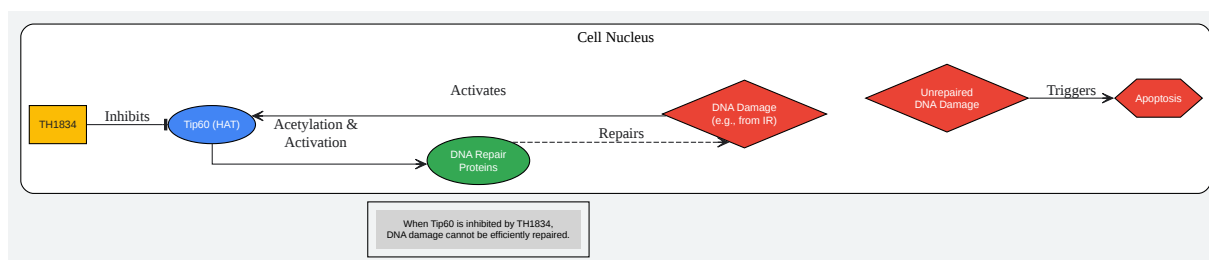 Cell Nucleus
TH1834
Inhibits
Tip60 (HAT)
Activates
Acetylation &
Activation
DNA Repair
Proteins
Repairs
DNA Damage
(e.g., from IR)
Unrepaired
DNA Damage
Triggers
Apoptosis
When Tip60 is inhibited by TH1834,
DNA damage cannot be efficiently repaired.